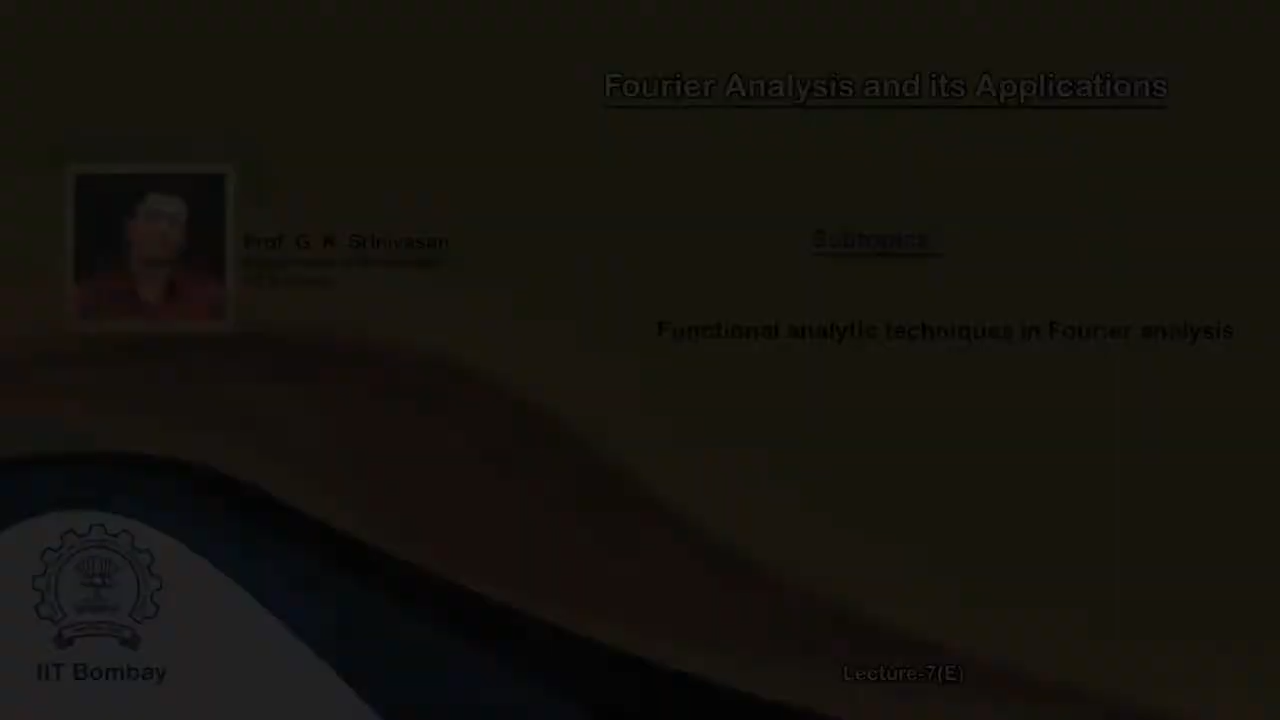 Fourier Analysis and its Applications
Prof. G. K. Srinivasan
Subtopics
Functional analytic techniques in Fourier analysis
IIT Bombay
Lecture-7(E)